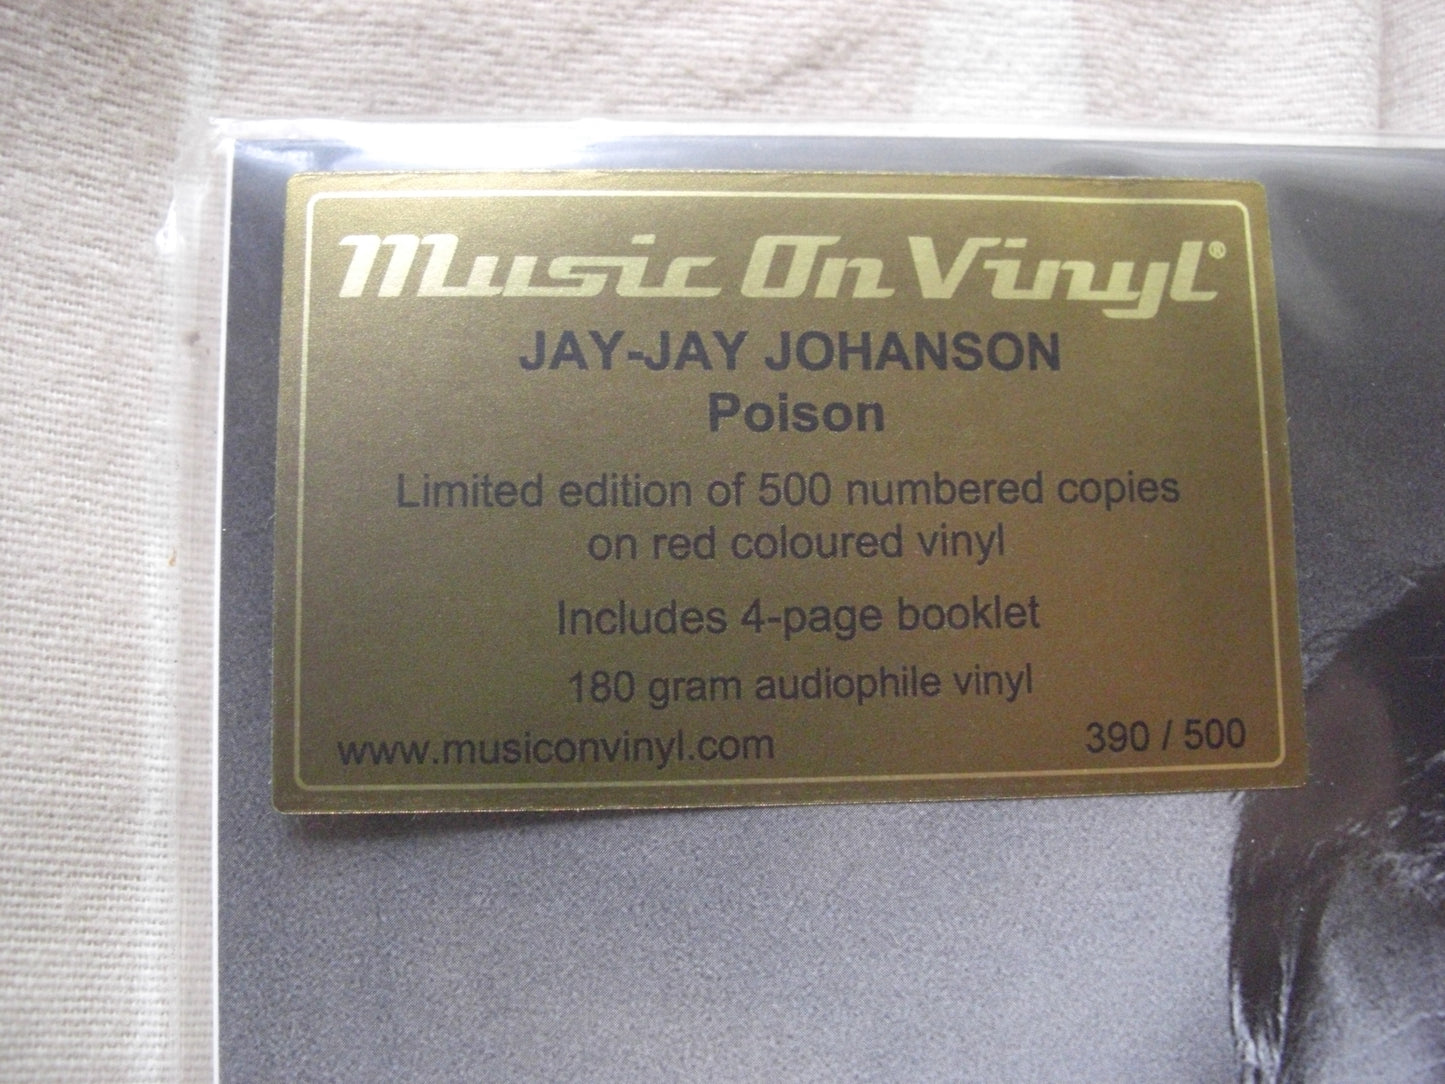 Music On Vinyl®
JAY-JAY JOHANSON
Poison
Limited edition of 500 numbered copies
on red coloured vinyl
Includes 4-page booklet
180 gram audiophile vinyl
www.musiconvinyl.com
390 / 500